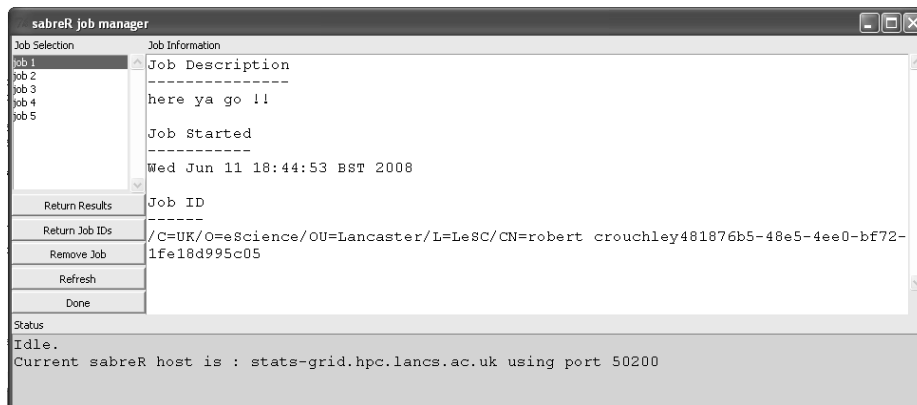 sabreR job manager
Job Selection
Job Information
job 1
job 2
job 3
job 4
job 5
Job Description
---------------
here ya go !!
Job Started
-----------
Wed Jun 11 18:44:53 BST 2008
Job ID
------
/C=UK/O=eScience/OU=Lancaster/L=LeSC/CN=robert crouchley481876b5-48e5-4ee0-bf72-
1fe18d995c05
Return Results
Return Job IDs
Remove Job
Refresh
Done
Status
Idle.
Current sabreR host is : stats-grid.hpc.lancs.ac.uk using port 50200